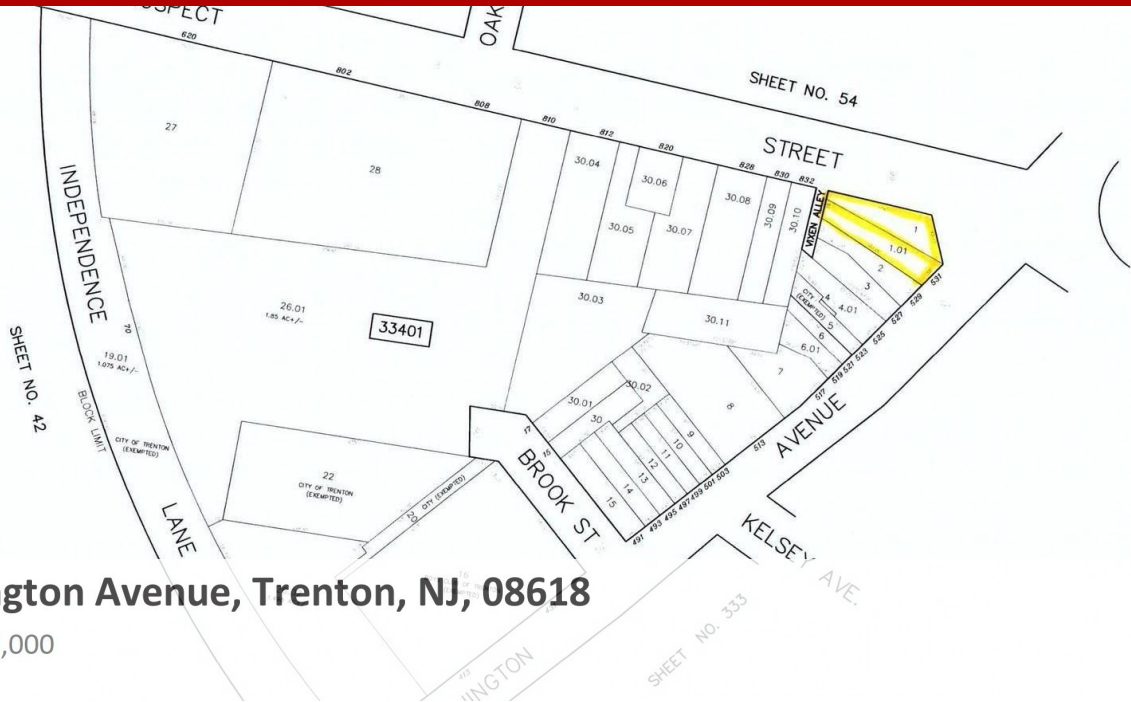 SPECT
OAK
620
802
808
810
812
820
828
830
832
SHEET NO. 54
STREET
27
28
30.04
30.05
30.06
30.07
30.08
30.09
30.10
VIXEN ALLEY
1
1.01
2
3
4
4.01
CITY
(EXEMPTED)
5
6
6.01
7
8
531
529
527
525
523
521
519
517
513
INDEPENDENCE
70
26.01
1.85 AC+/-
33401
30.03
30.11
SHEET NO. 42
19.01
1.075 AC+/-
BLOCK LIMIT
CITY OF TRENTON
(EXEMPTED)
30.02
30.01
30
17
15
9
10
11
12
13
14
15
AVENUE
22
CITY OF TRENTON
(EXEMPTED)
20
CITY (EXEMPTED)
BROOK ST
491 493 495 497 499 501 503
LANE
KELSEY AVE.
gton Avenue, Trenton, NJ, 08618
,000
413
INGTON
SHEET NO. 333